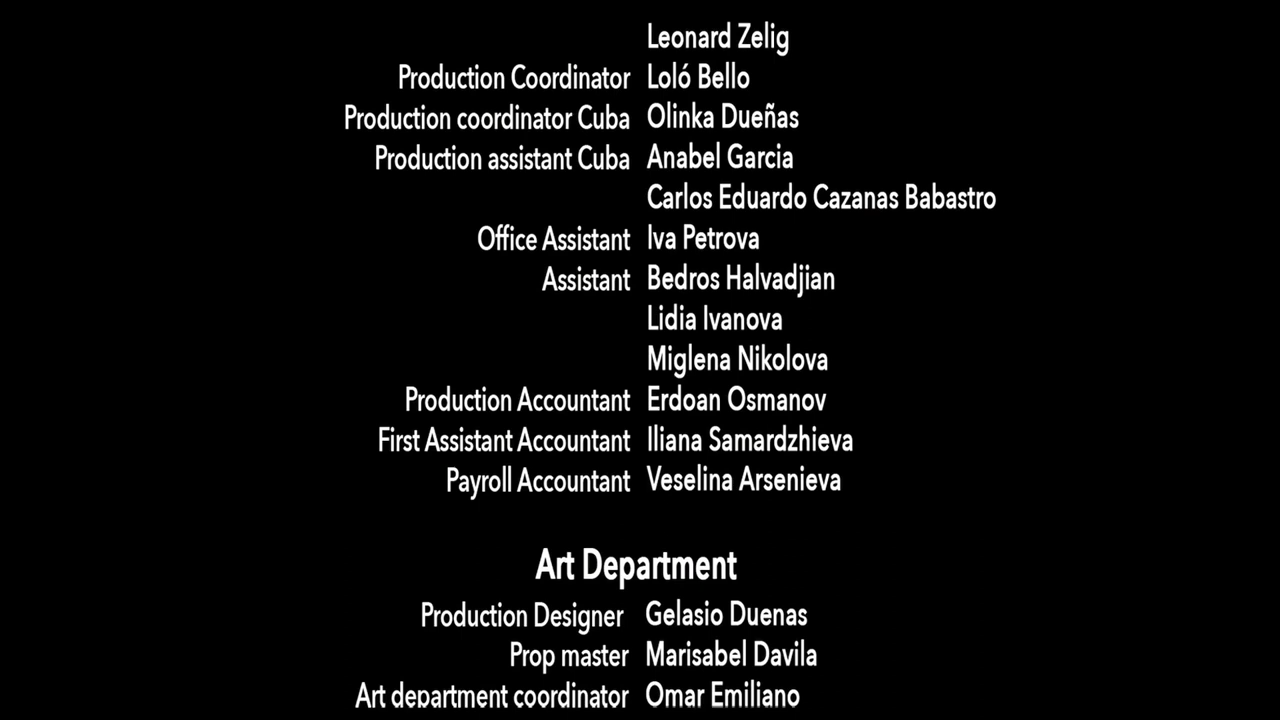 Leonard Zelig
Production Coordinator Loló Bello
Production coordinator Cuba Olinka Dueñas
Production assistant Cuba Anabel Garcia
Carlos Eduardo Cazanas Babastro
Office Assistant Iva Petrova
Assistant Bedros Halvadjian
Lidia Ivanova
Miglena Nikolova
Production Accountant Erdoan Osmanov
First Assistant Accountant Iliana Samardzhieva
Payroll Accountant Veselina Arsenieva
Art Department
Production Designer Gelasio Duenas
Prop master Marisabel Davila
Art department coordinator Omar Emiliano